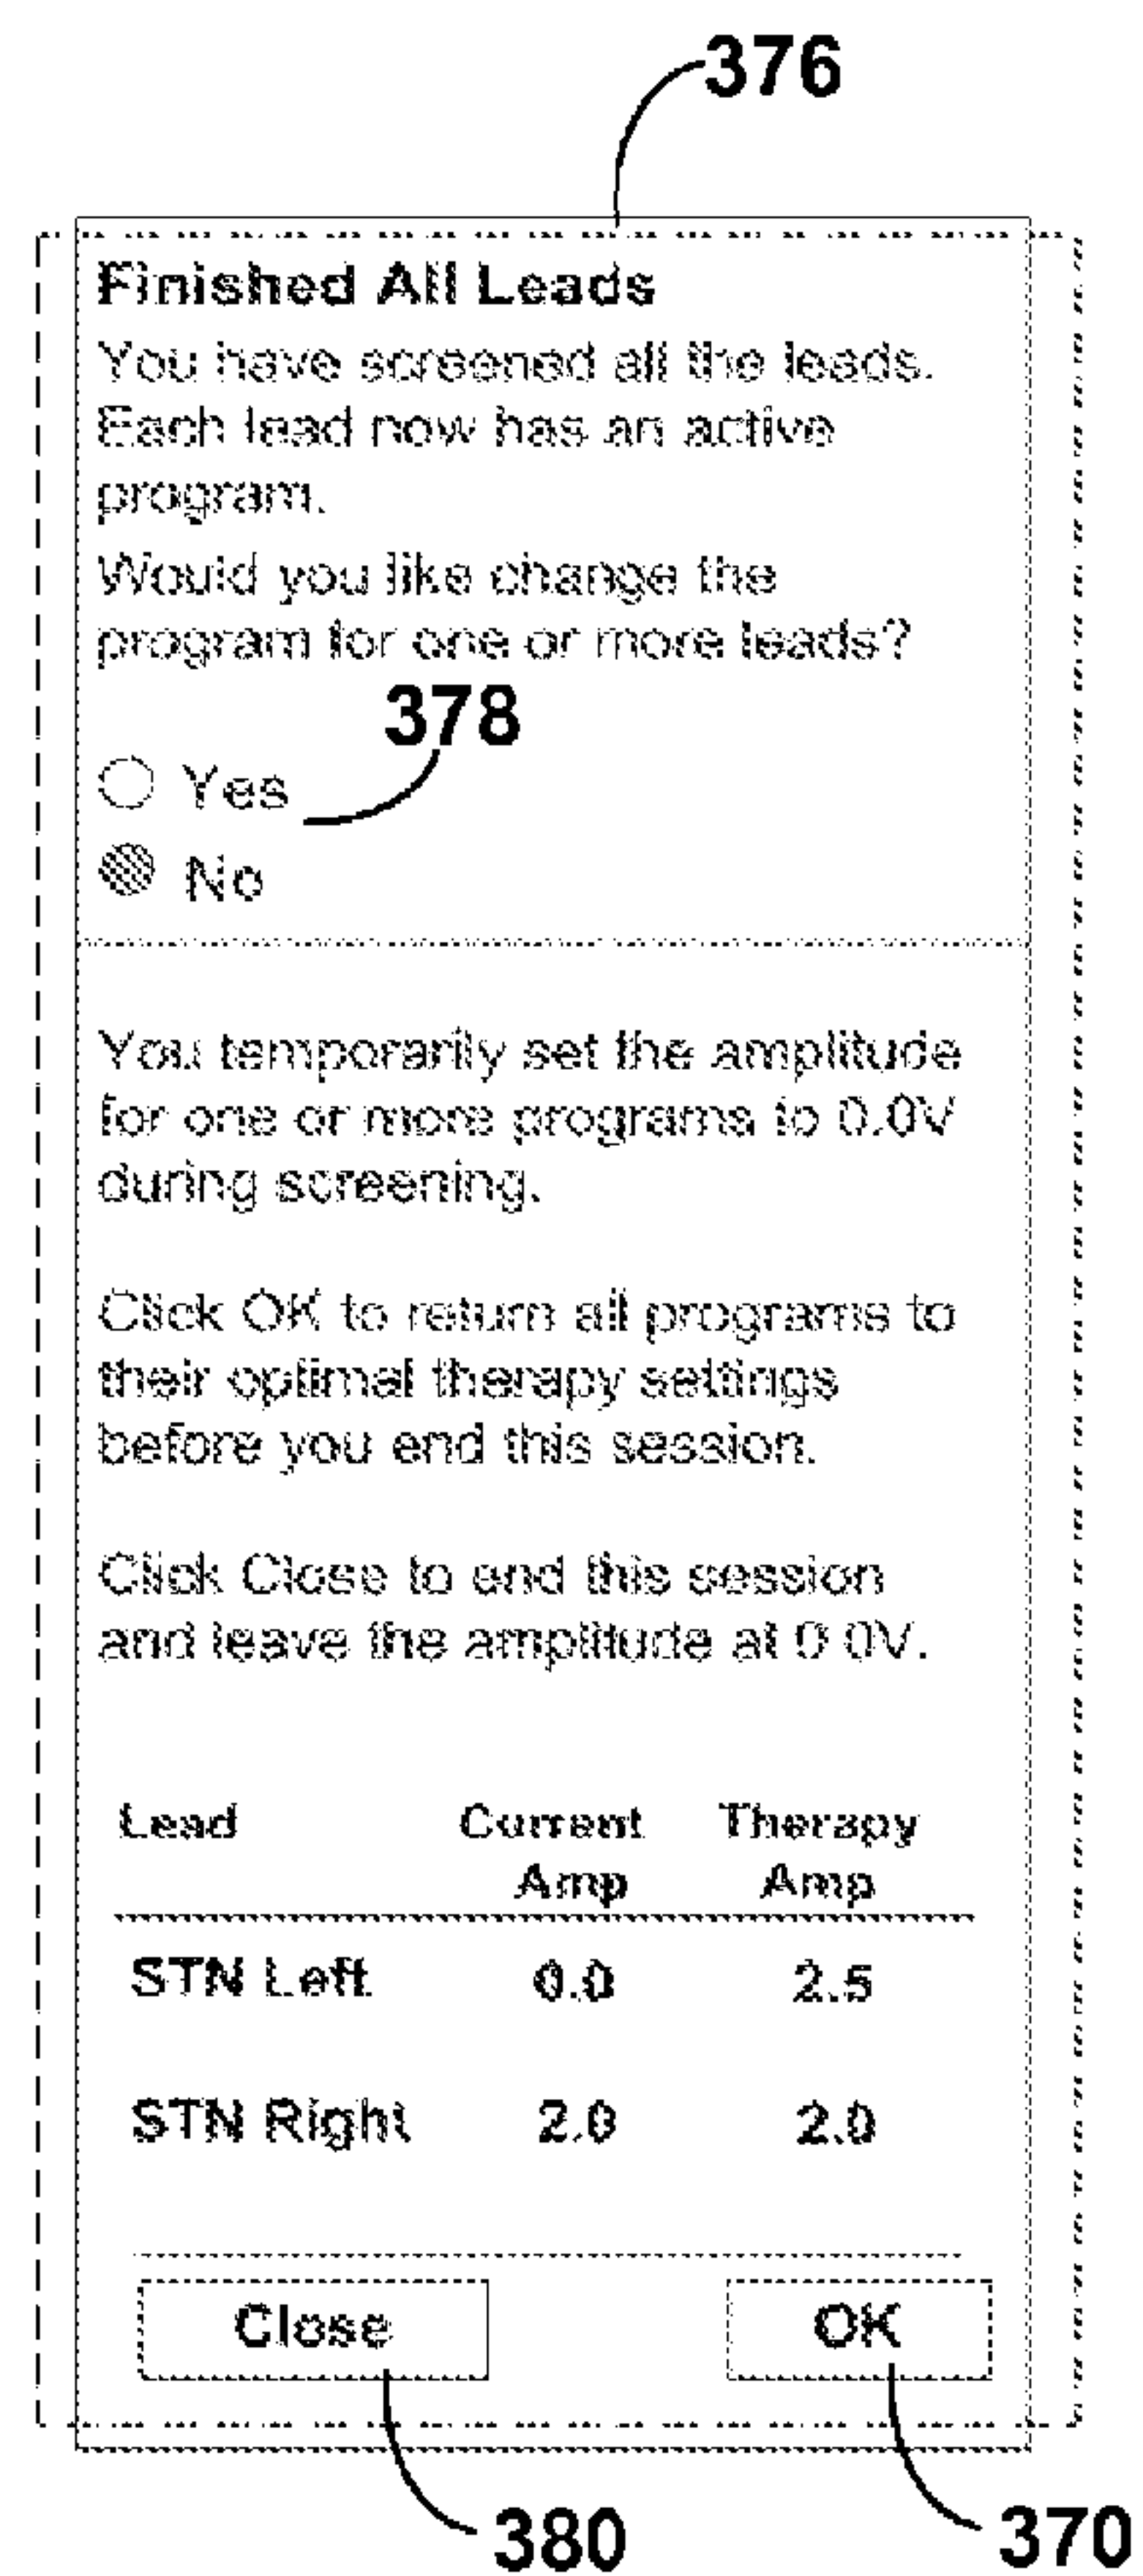 376
Finished All Leads
You have screened all the leads.
Each lead now has an active
program.
Would you like change the
program for one or more leads?
378
Yes
No
You temporarily set the amplitude
for one or more programs to 0.0V
during screening.
Click OK to return all programs to
their optimal therapy settings
before you end this session.
Click Close to end this session
and leave the amplitude at 0.0V.
Lead Current Therapy
Amp Amp
STN Left 0.0 2.5
STN Right 2.0 2.0
Close OK
380 370